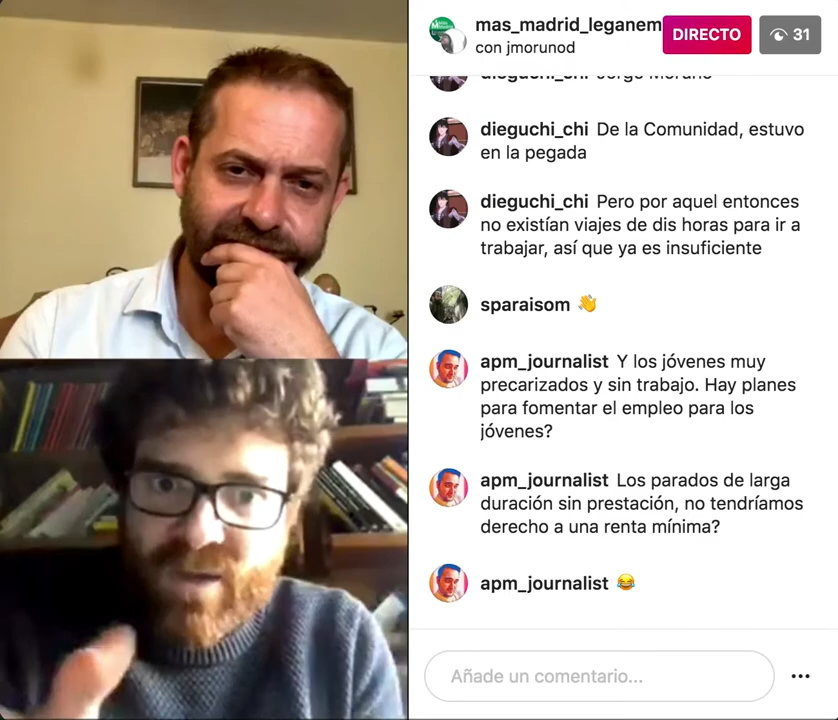 mas_madrid_leganem
con jmorunod
DIRECTO
31
dieguchi_chi Jorge Moruno
dieguchi_chi De la Comunidad, estuvo
en la pegada
dieguchi_chi Pero por aquel entonces
no existían viajes de dis horas para ir a
trabajar, así que ya es insuficiente
sparaisom 👋
apm_journalist Y los jóvenes muy
precarizados y sin trabajo. Hay planes
para fomentar el empleo para los
jóvenes?
apm_journalist Los parados de larga
duración sin prestación, no tendríamos
derecho a una renta mínima?
apm_journalist 😂
Añade un comentario...